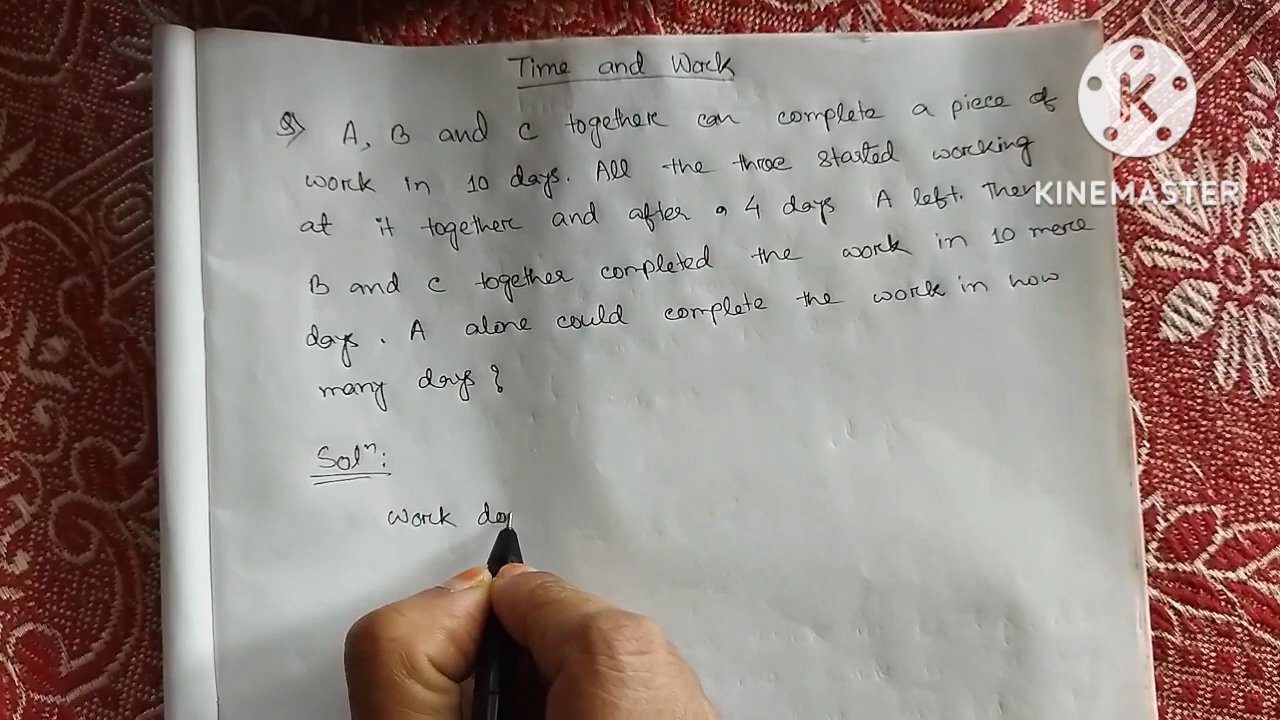 Time and Work
Q) A, B and C together can complete a piece of
work in 10 days. All the three started working
at it together and after a 4 days A left. Then
B and C together completed the work in 10 more
days. A alone could complete the work in how
many days?
Solⁿ:
Work do
K
KINEMASTER